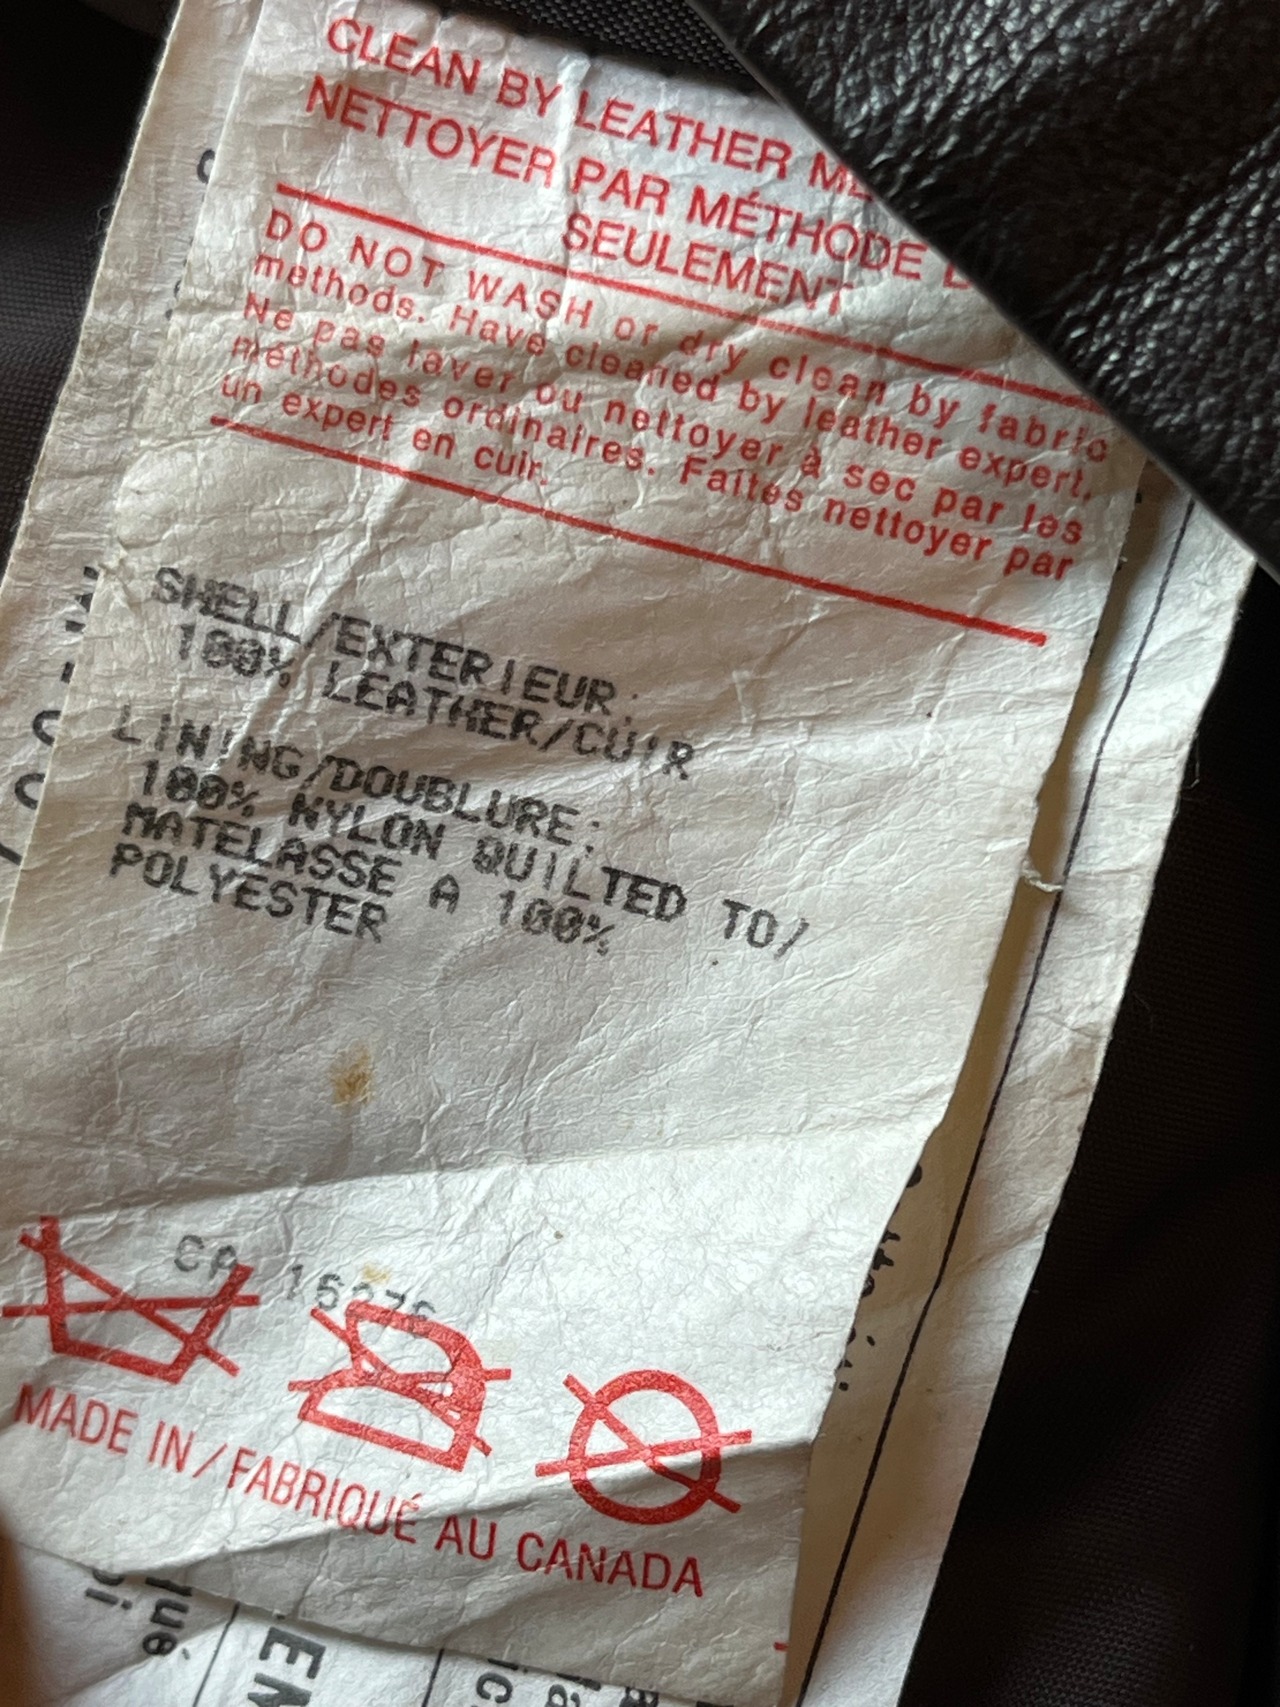 CLEAN BY LEATHER
NETTOYER PAR MÉTHODE
SEULEMENT
DO NOT WASH or dry clean by fabric
methods. Have cleaned by leather expert.
Ne pas laver ou nettoyer à sec par les
méthodes ordinaires. Faites nettoyer par
un expert en cuir.
SHELL/EXTERIEUR:
100% LEATHER/CUIR
LINING/DOUBLURE:
100% NYLON QUILTED TO/
MATELASSE A 100%
POLYESTER
CA
MADE IN/FABRIQUÉ AU CANADA